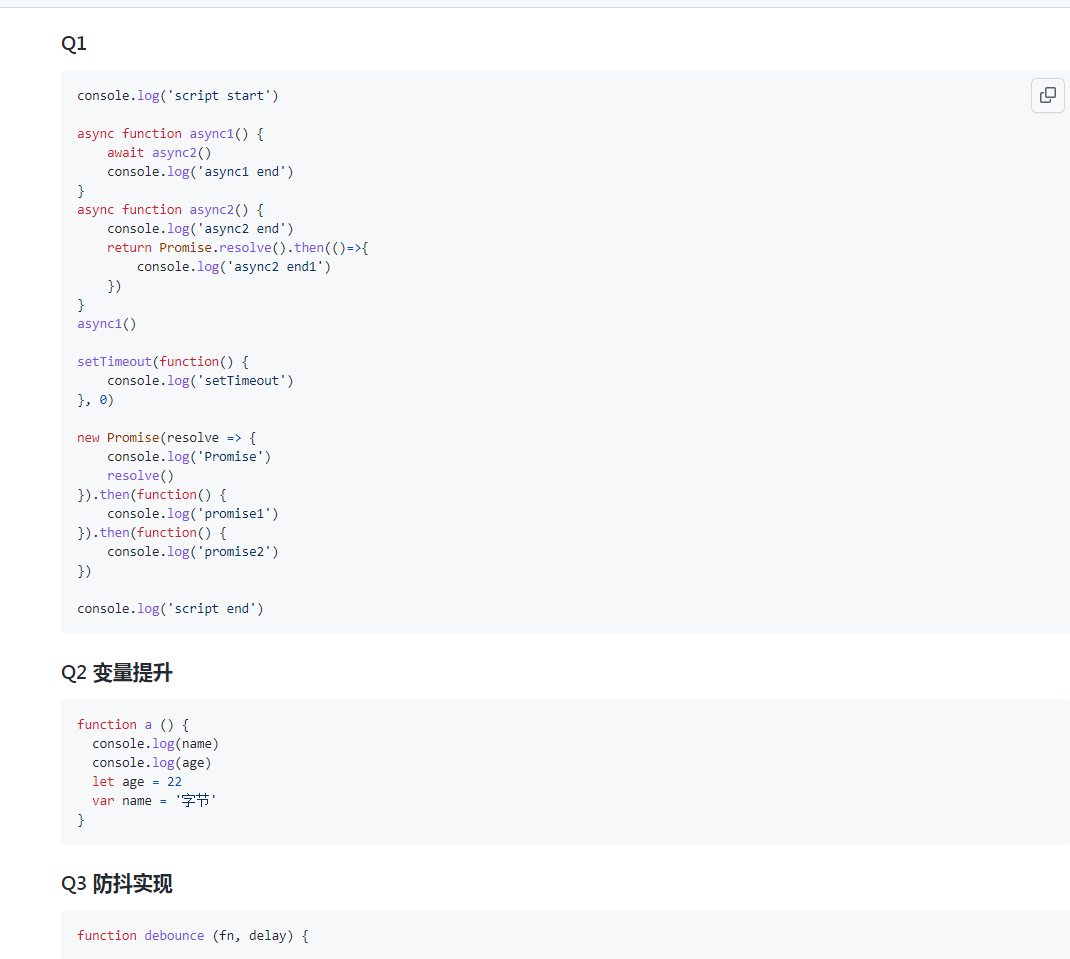 Q1
console.log('script start')
async function async1() {
    await async2()
    console.log('async1 end')
}
async function async2() {
    console.log('async2 end')
    return Promise.resolve().then(()=>{
        console.log('async2 end1')
    })
}
async1()
setTimeout(function() {
    console.log('setTimeout')
}, 0)
new Promise(resolve => {
    console.log('Promise')
    resolve()
}).then(function() {
    console.log('promise1')
}).then(function() {
    console.log('promise2')
})
console.log('script end')
Q2 变量提升
function a () {
  console.log(name)
  console.log(age)
  let age = 22
  var name = '字节'
}
Q3 防抖实现
function debounce (fn, delay) {